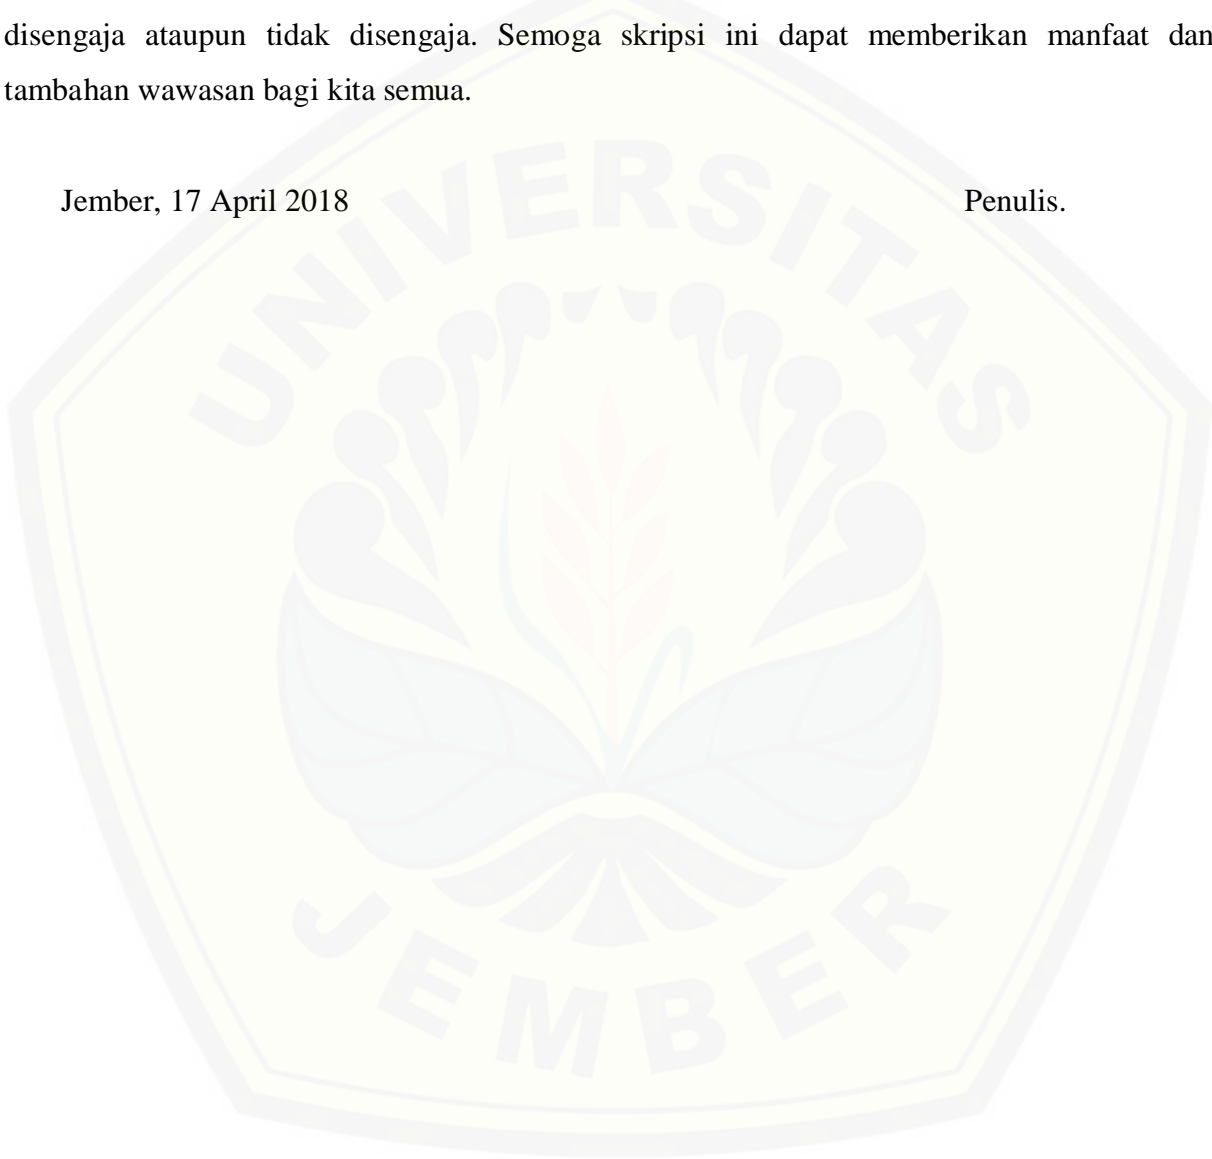 disengaja ataupun tidak disengaja. Semoga skripsi ini dapat memberikan manfaat dan
tambahan wawasan bagi kita semua.
Jember, 17 April 2018 Penulis.
UNIVERSITAS
JEMBER